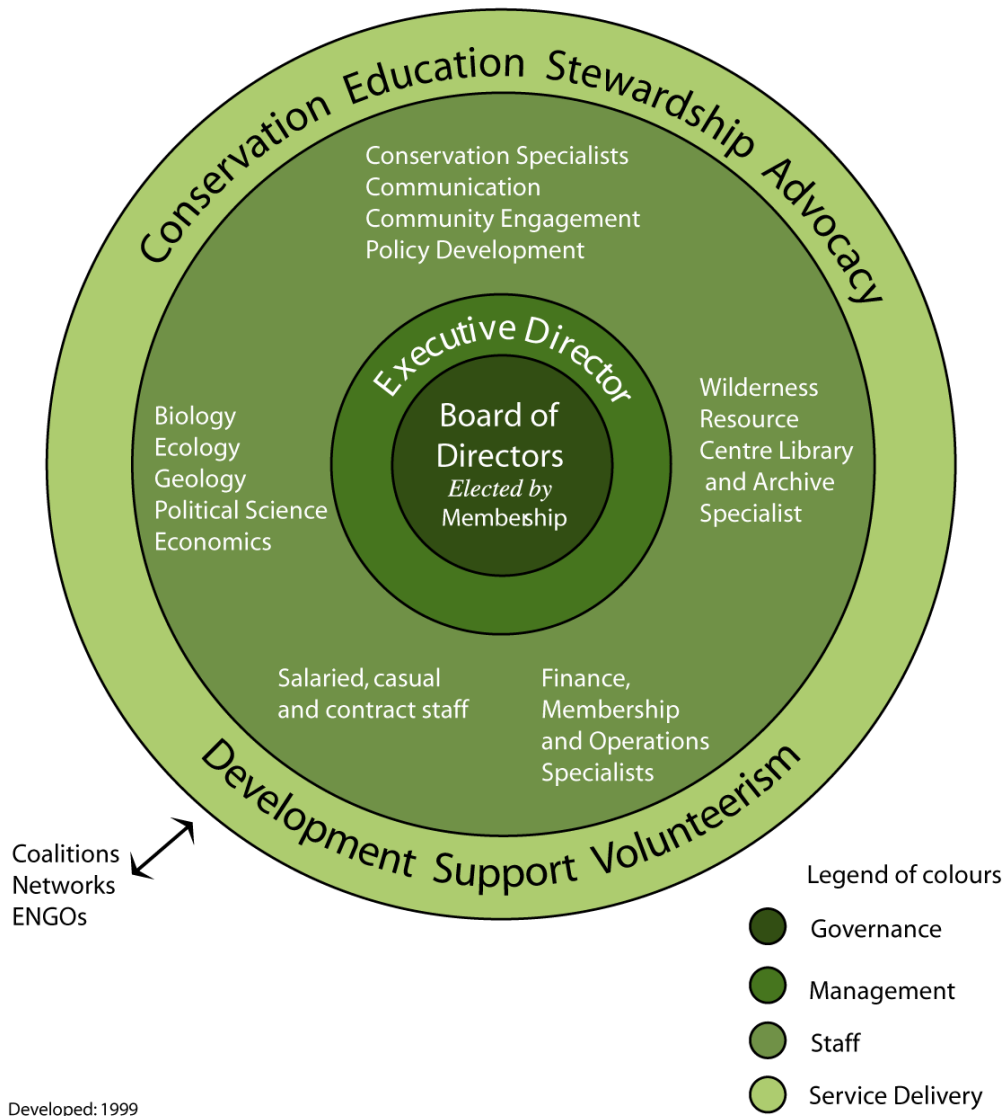 Conservation Education Stewardship Advocacy
Conservation Specialists
Communication
Community Engagement
Policy Development
Executive Director
Board of
Directors
Elected by
Membership
Biology
Ecology
Geology
Political Science
Economics
Wilderness
Resource
Centre Library
and Archive
Specialist
Salaried, casual
and contract staff
Finance,
Membership
and Operations
Specialists
Development Support Volunteerism
Coalitions
Networks
ENGOs
Legend of colours
Governance
Management
Staff
Service Delivery
Developed: 1999